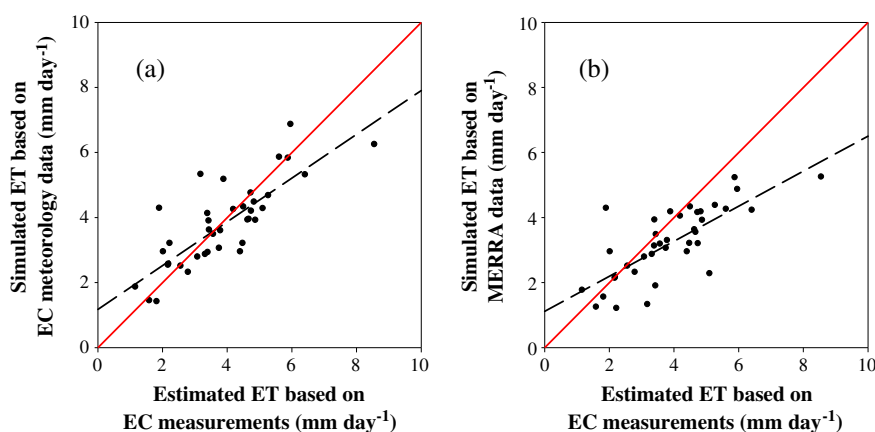 10
8
6
4
2
0
0 2 4 6 8 10
(a)
Simulated ET based on
EC meteorology data (mm day⁻¹)
Estimated ET based on
EC measurements (mm day⁻¹)
10
8
6
4
2
0
0 2 4 6 8 10
(b)
Simulated ET based on
MERRA data (mm day⁻¹)
Estimated ET based on
EC measurements (mm day⁻¹)